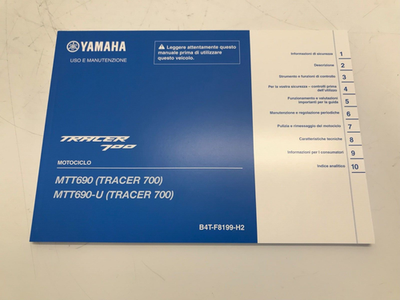 YAMAHA
USO E MANUTENZIONE
Leggere attentamente questo
manuale prima di utilizzare
questo veicolo.
TRACER
700
MOTOCICLO
MTT690 (TRACER 700)
MTT690-U (TRACER 700)
B4T-F8199-H2
Informazioni di sicurezza 1
Descrizione 2
Strumento e funzioni di controllo 3
Per la vostra sicurezza – controlli prima
dell'utilizzo 4
Funzionamento e valutazioni
importanti per la guida 5
Manutenzione e regolazione periodiche 6
Pulizia e rimessaggio del motociclo 7
Caratteristiche tecniche 8
Informazioni per i consumatori 9
Indice analitico 10